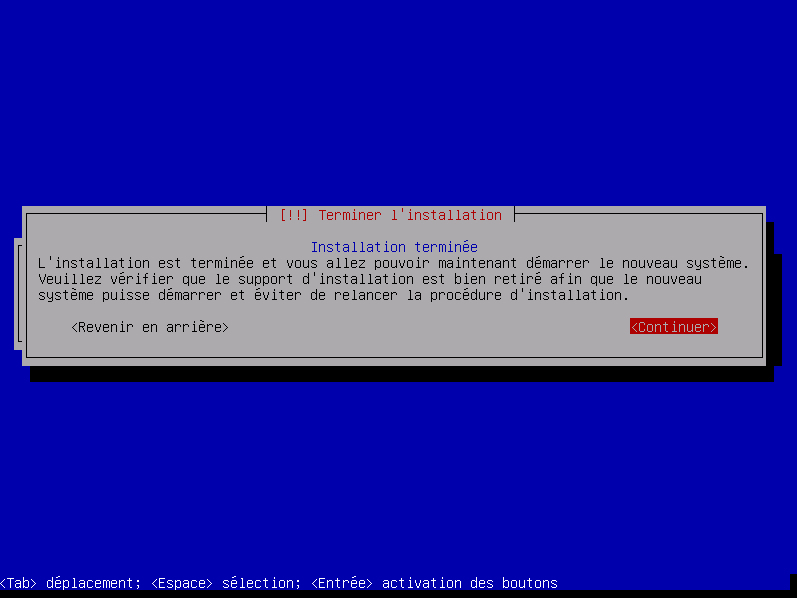 [!!] Terminer l'installation
Installation terminée
L'installation est terminée et vous allez pouvoir maintenant démarrer le nouveau système.
Veuillez vérifier que le support d'installation est bien retiré afin que le nouveau
système puisse démarrer et éviter de relancer la procédure d'installation.
<Revenir en arrière> <Continuer>
<Tab> déplacement; <Espace> sélection; <Entrée> activation des boutons